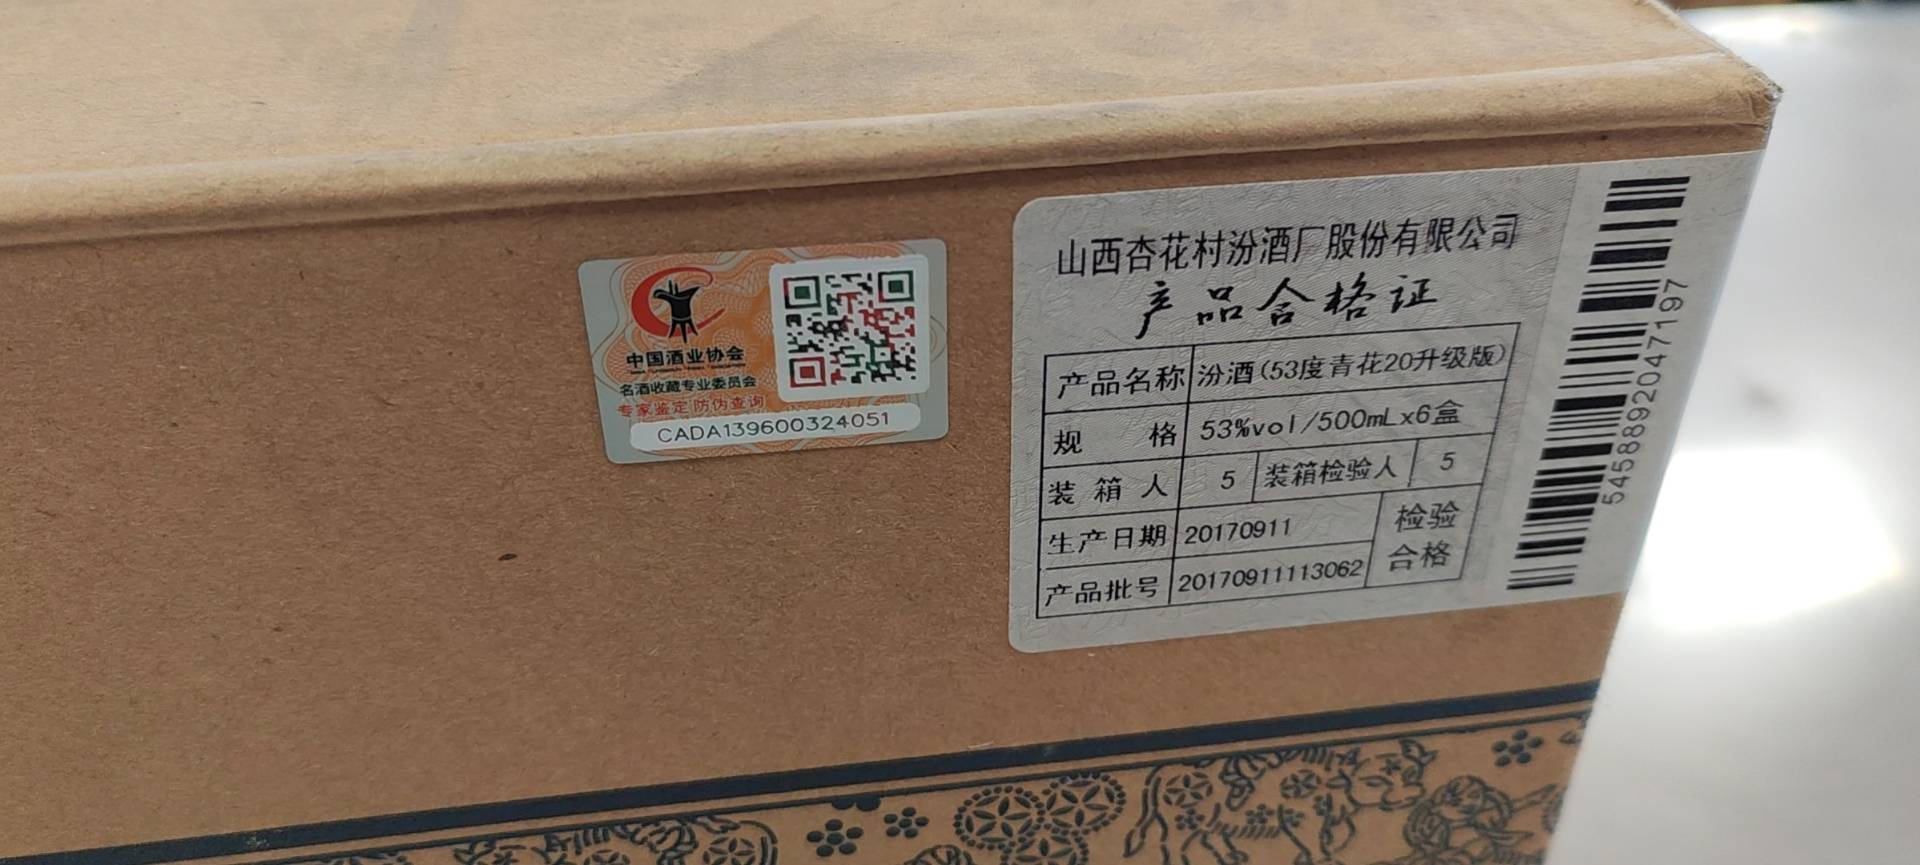 中国酒业协会
名酒收藏专业委员会
专家鉴定 防伪查询
CADA139600324051
山西杏花村汾酒厂股份有限公司
产品合格证
产品名称 汾酒(53度青花20升级版)
规 格 53%vol/500mLx6盒
装 箱 人 5 装箱检验人 5
生产日期 20170911 检验
产品批号 20170911113062 合格
5458892047197